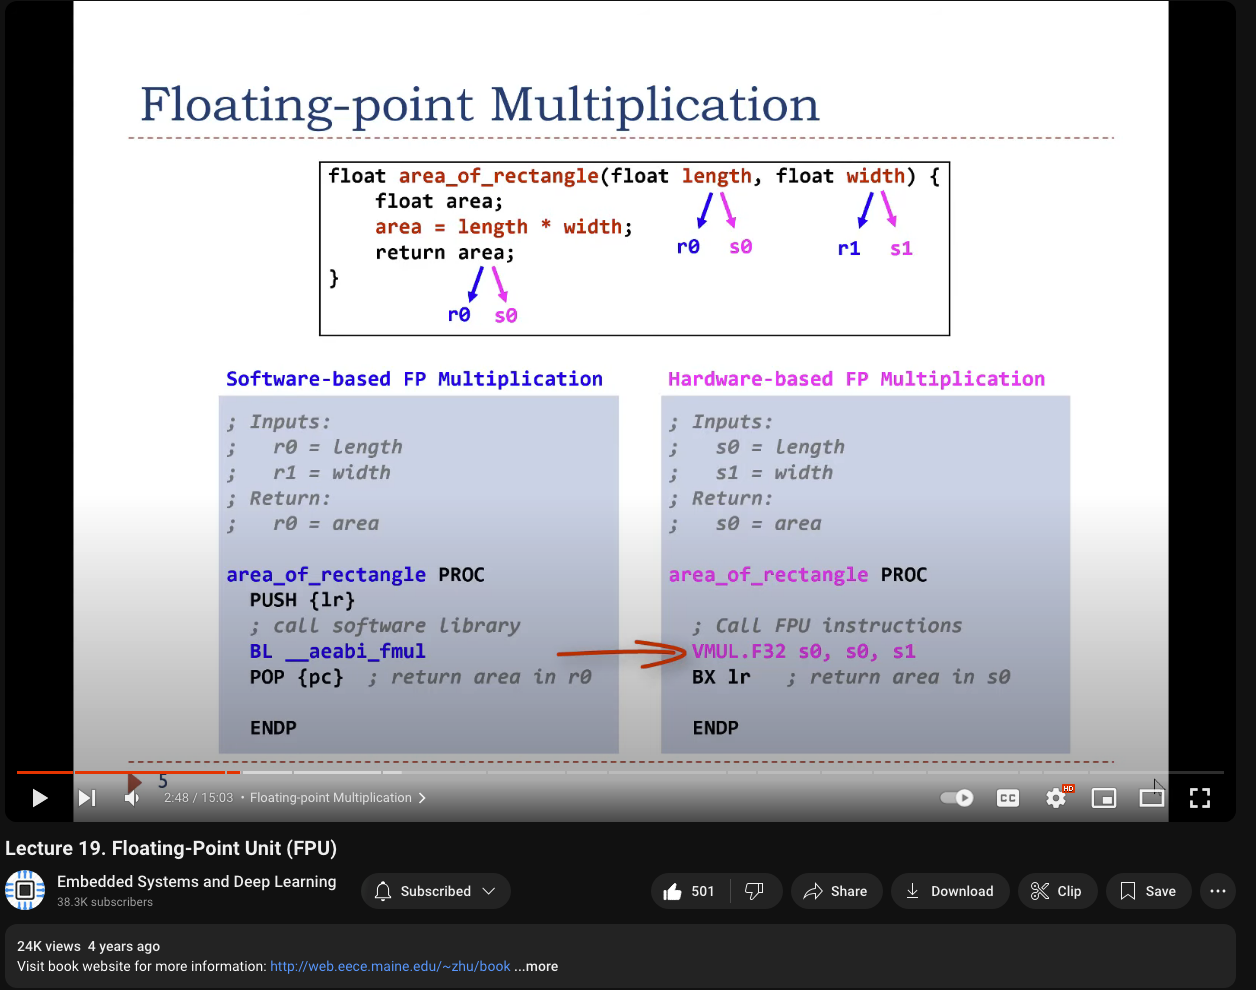 Floating-point Multiplication
float area_of_rectangle(float length, float width) {
float area;
area = length * width;
r0 s0 r1 s1
return area;
}
r0 s0
Software-based FP Multiplication
; Inputs:
; r0 = length
; r1 = width
; Return:
; r0 = area
area_of_rectangle PROC
PUSH {lr}
; call software library
BL __aeabi_fmul
POP {pc} ; return area in r0
ENDP
Hardware-based FP Multiplication
; Inputs:
; s0 = length
; s1 = width
; Return:
; s0 = area
area_of_rectangle PROC
; Call FPU instructions
VMUL.F32 s0, s0, s1
BX lr ; return area in s0
ENDP
5
2:48 / 15:03 • Floating-point Multiplication
CC HD
Lecture 19. Floating-Point Unit (FPU)
Embedded Systems and Deep Learning
38.3K subscribers
Subscribed
501
Share
Download
Clip
Save
24K views 4 years ago
Visit book website for more information: http://web.eece.maine.edu/~zhu/book ...more